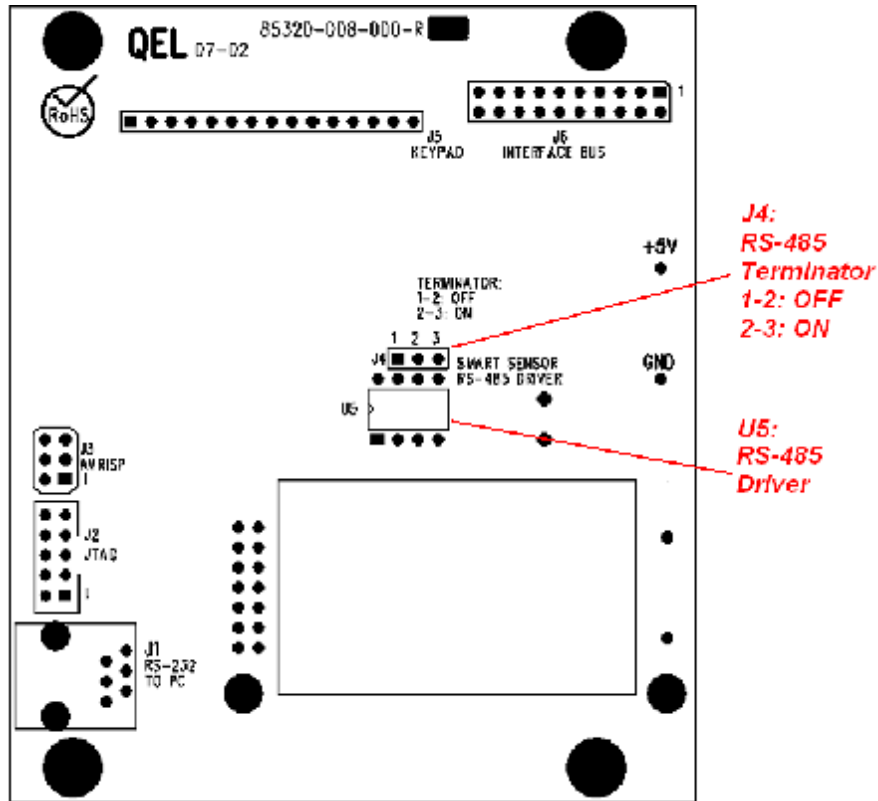 QEL 07-02
85320-008-000-R
RoHS
1
J5
KEYPAD
J6
INTERFACE BUS
+5V
J4:
RS-485
Terminator
1-2: OFF
2-3: ON
TERMINATOR:
1-2: OFF
2-3: ON
1 2 3
J4
SMART SENSOR
RS-485 DRIVER
GND
U5
U5:
RS-485
Driver
J3
AVRISP
1
J2
JTAG
1
J1
RS-232
TO PC